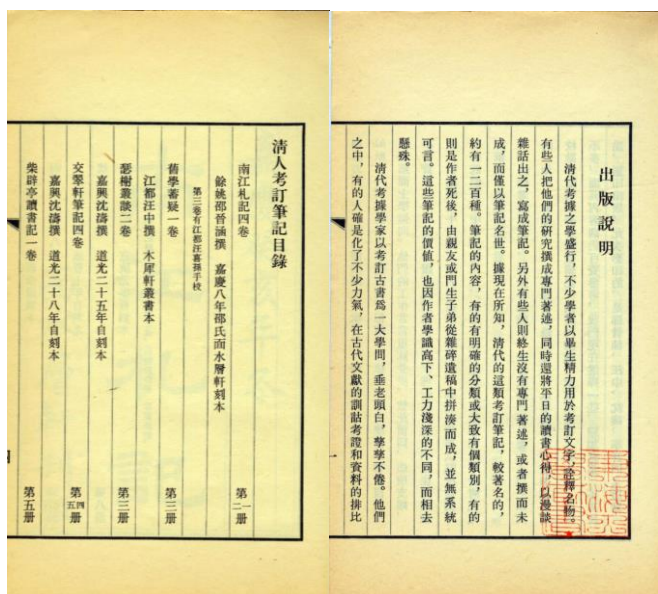 出版說明
清代考據之學盛行，不少學者以畢生精力用於考訂文字，詮釋名物。
有些人把他們的研究撰成專門著述，同時還將平日的讀書心得，以漫談
雜話出之，寫成筆記。另外有些人則終生沒有專門著述，或者撰而未
成，而僅以筆記名世。據現在所知，清代的這類考訂筆記，較著名的，
約有一二百種。筆記的內容，有的有明確的分類或大致有個類別，有的
則是作者死後，由親友或門生子弟從雜碎遺稿中拼湊而成，並無系統
可言。這些筆記的價值，也因作者學識高下、工力淺深的不同，而相去
懸殊。
清代考據學家以考訂古書爲一大學問，垂老頭白，孳孳不倦。他們
之中，有的人確是化了不少力氣，在古代文獻的訓詁考證和資料的排比
清人考訂筆記目錄
南江札記四卷 第一二册
餘姚邵晉涵撰 嘉慶八年邵氏面水層軒刻本
第三卷有江都汪喜孫手校
舊學蓄疑一卷 第三册
江都汪中撰 木犀軒叢書本
瑟榭叢談二卷 第三册
嘉興沈濤撰 道光二十五年自刻本
交翠軒筆記四卷 第四五册
嘉興沈濤撰 道光二十八年自刻本
柴辟亭讀書記一卷 第五册